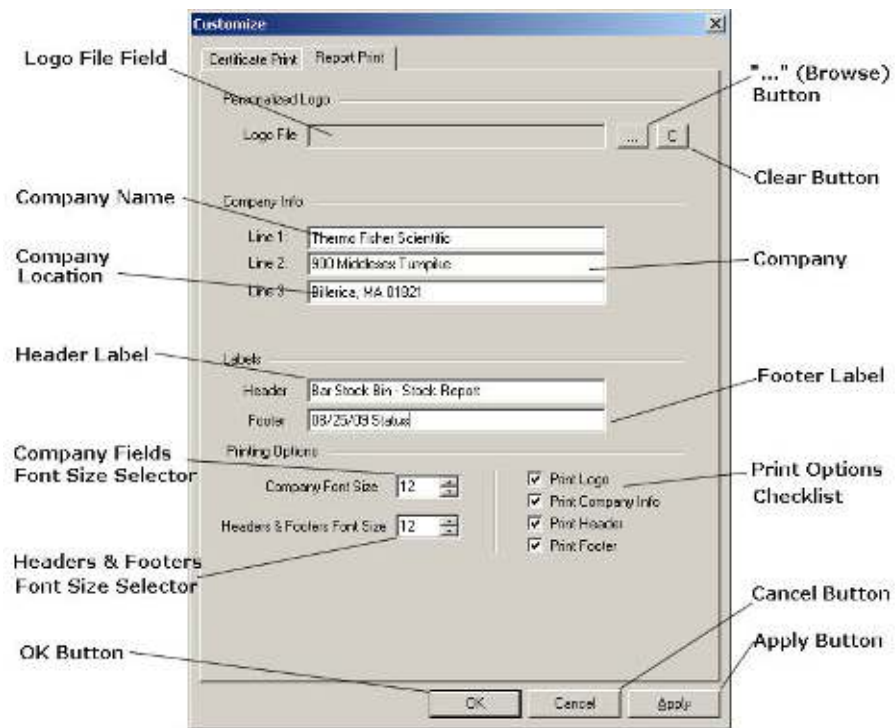 Customize
Certificate Print
Report Print
Logo File Field
"..." (Browse)
Button
Personalized Logo
Logo File
...
C
Clear Button
Company Name
Company Info
Line 1
Thermo Fisher Scientific
Company
Location
Line 2
900 Middlesex Turnpike
Company
Line 3
Billerica, MA 01821
Header Label
Labels
Footer Label
Header
Bar Stock Bin - Stock Report
Footer
08/25/09 Status
Company Fields
Font Size Selector
Printing Options
Company Font Size
12
Print Logo
Print Options
Checklist
Print Company Info
Headers & Footers Font Size
12
Print Header
Print Footer
Headers & Footers
Font Size Selector
Cancel Button
OK Button
Apply Button
OK
Cancel
Apply